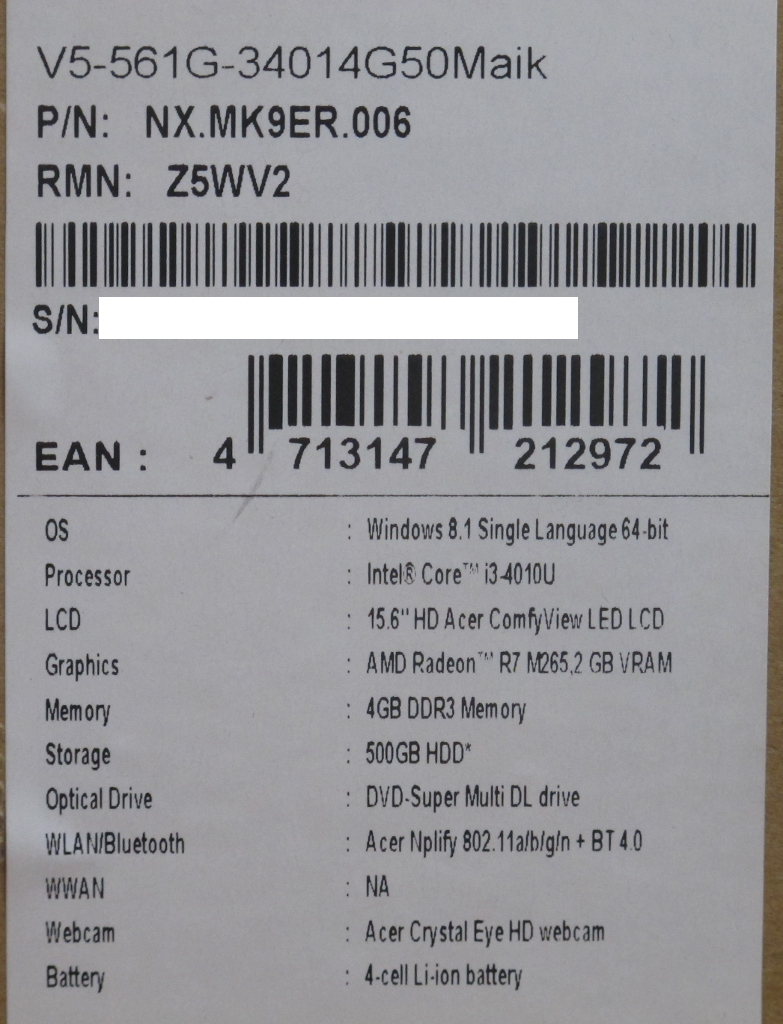 V5-561G-34014G50Maik
P/N: NX.MK9ER.006
RMN: Z5WV2
S/N:
EAN : 4 713147 212972
OS : Windows 8.1 Single Language 64-bit
Processor : Intel® Core™ i3-4010U
LCD : 15.6" HD Acer ComfyView LED LCD
Graphics : AMD Radeon™ R7 M265,2 GB VRAM
Memory : 4GB DDR3 Memory
Storage : 500GB HDD*
Optical Drive : DVD-Super Multi DL drive
WLAN/Bluetooth : Acer Nplify 802.11a/b/g/n + BT 4.0
WWAN : NA
Webcam : Acer Crystal Eye HD webcam
Battery : 4-cell Li-ion battery